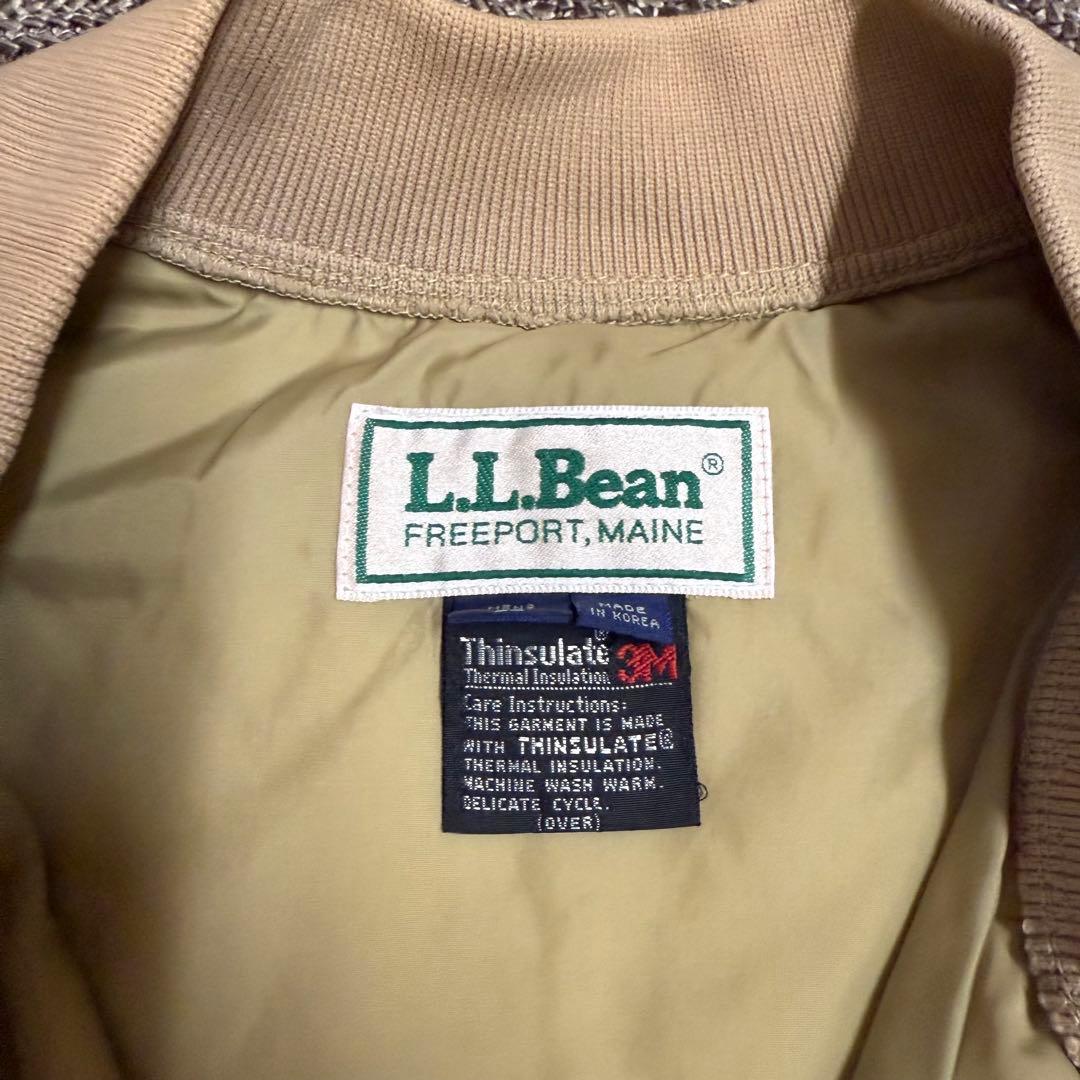 L.L.Bean®
FREEPORT, MAINE
MADE
IN KOREA
Thinsulate®
3M
Thermal Insulation
Care Instructions:
THIS GARMENT IS MADE
WITH THINSULATE®
THERMAL INSULATION.
MACHINE WASH WARM.
DELICATE CYCLE.
(OVER)